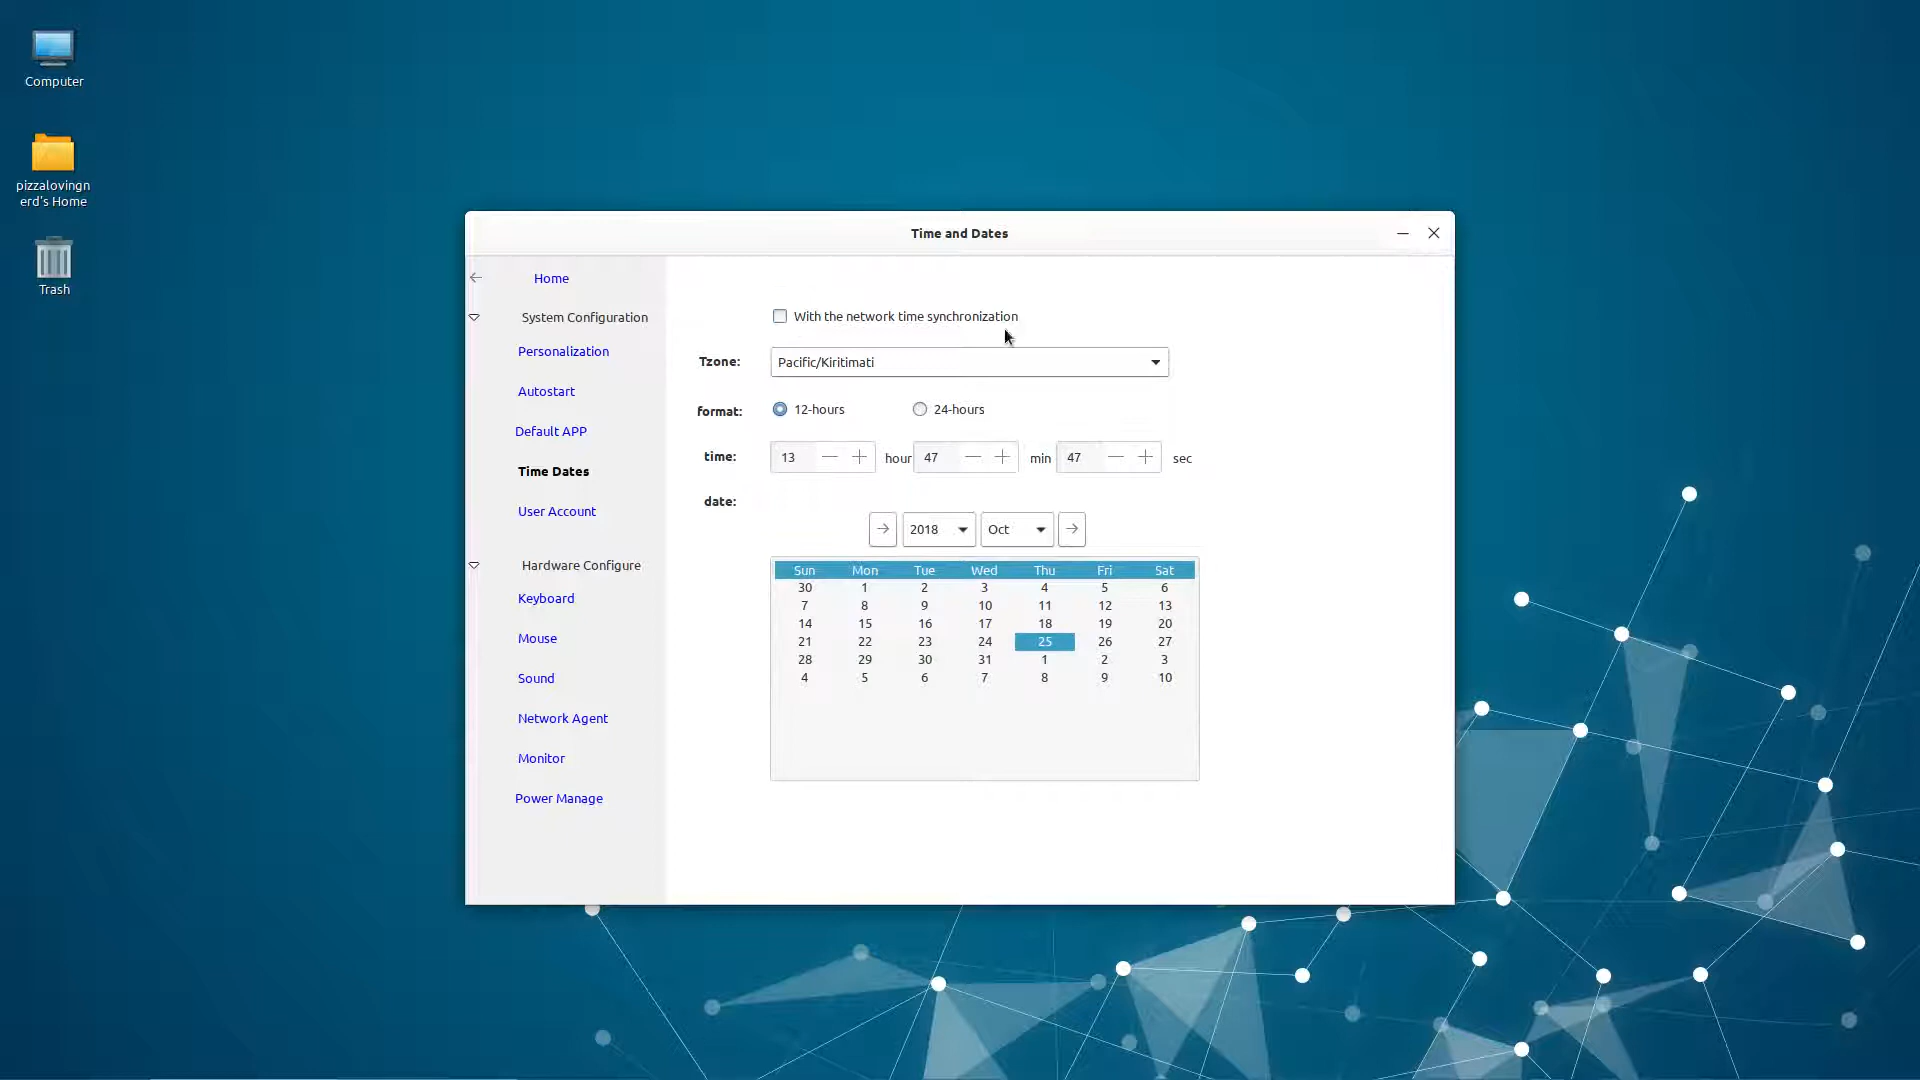 Computer
pizzalovingn
erd's Home
Trash
Time and Dates
Home
System Configuration
Personalization
Autostart
Default APP
Time Dates
User Account
Hardware Configure
Keyboard
Mouse
Sound
Network Agent
Monitor
Power Manage
With the network time synchronization
Tzone: Pacific/Kiritimati
format: 12-hours 24-hours
time: 13 hour 47 min 47 sec
date:
2018 Oct
Sun Mon Tue Wed Thu Fri Sat
30 1 2 3 4 5 6
7 8 9 10 11 12 13
14 15 16 17 18 19 20
21 22 23 24 25 26 27
28 29 30 31 1 2 3
4 5 6 7 8 9 10